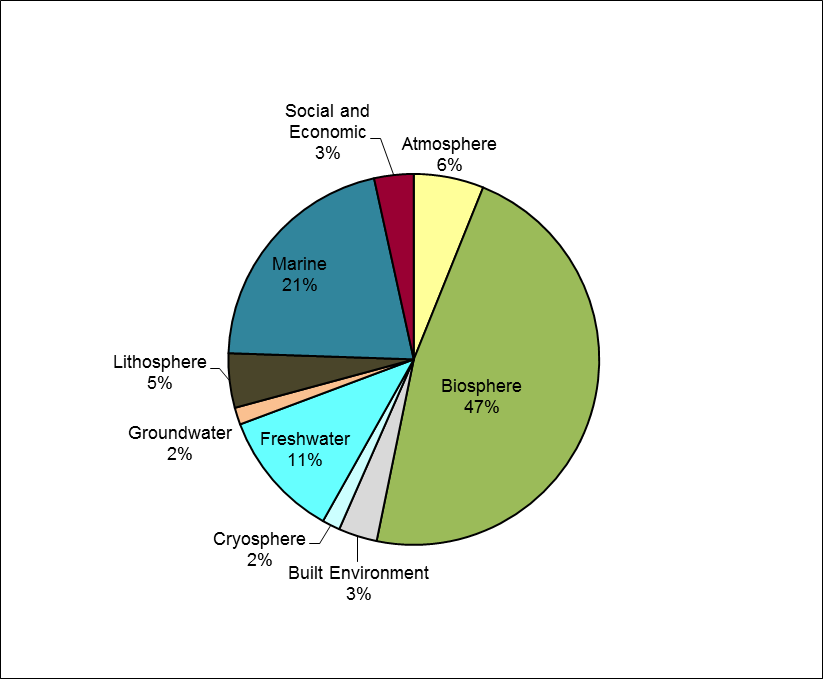 Social and
Economic
3%
Atmosphere
6%
Marine
21%
Lithosphere
5%
Biosphere
47%
Groundwater
2%
Freshwater
11%
Cryosphere
2%
Built Environment
3%